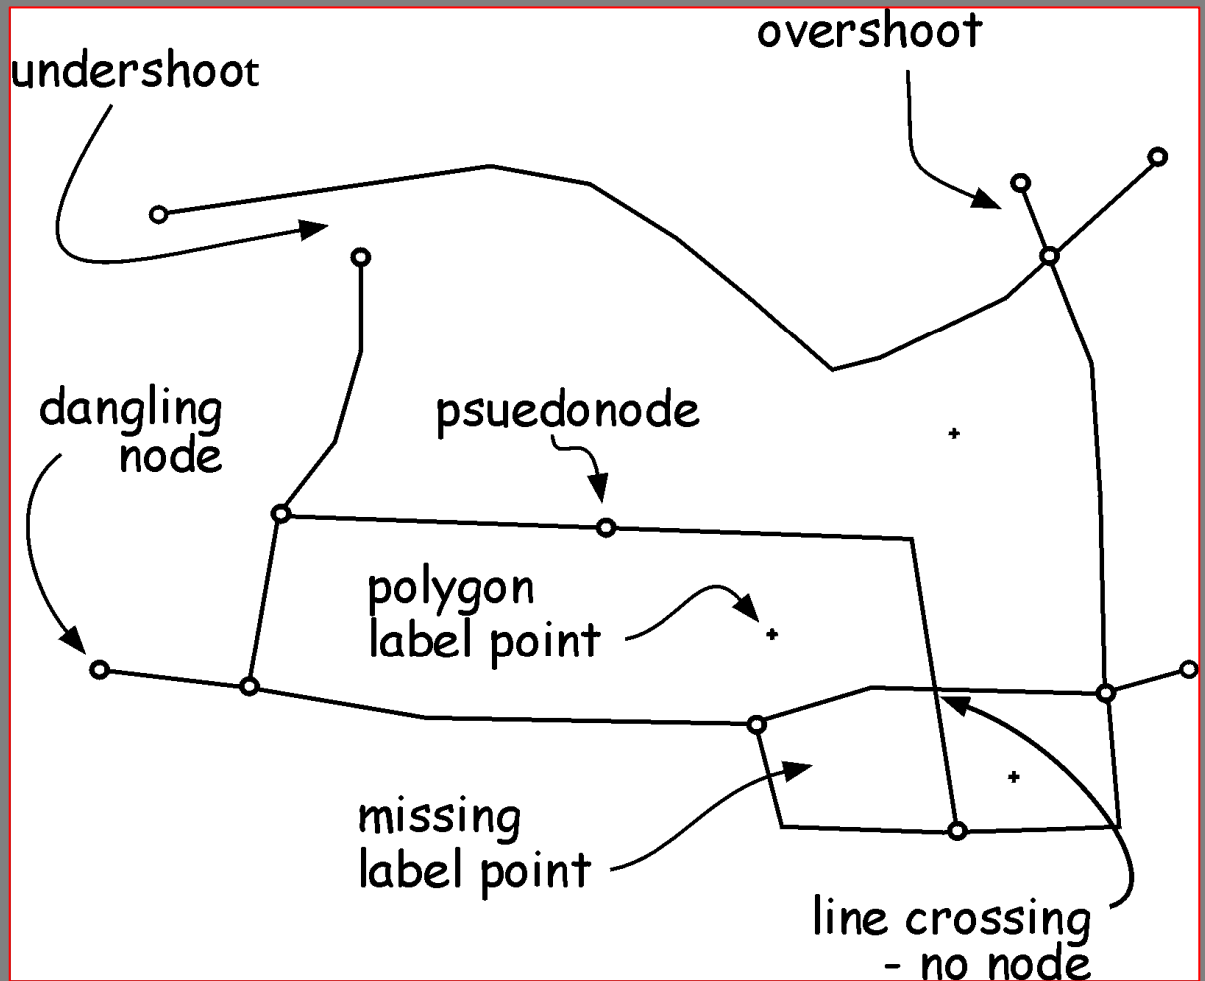 overshoot
undershoot
dangling
node
psuedonode
polygon
label point
missing
label point
line crossing
- no node